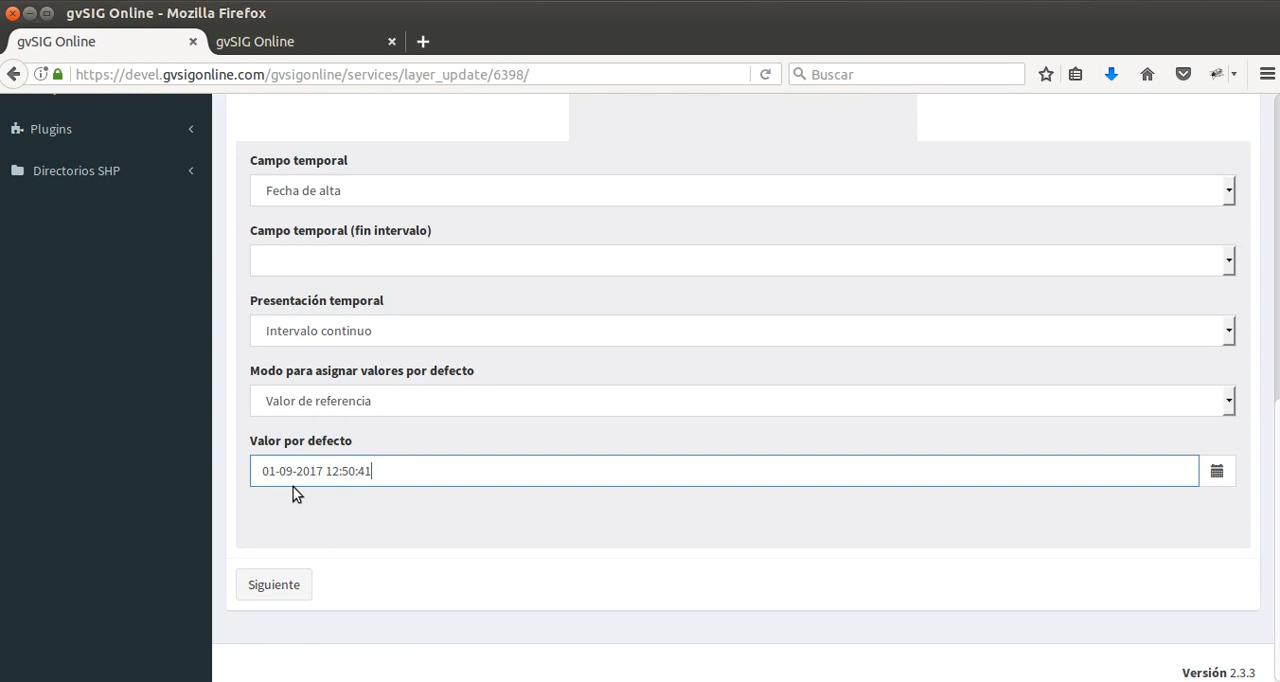 gvSIG Online - Mozilla Firefox
gvSIG Online
gvSIG Online
https://devel.gvsigonline.com/gvsigonline/services/layer_update/6398/
Buscar
Plugins
Directorios SHP
Campo temporal
Fecha de alta
Campo temporal (fin intervalo)
Presentación temporal
Intervalo continuo
Modo para asignar valores por defecto
Valor de referencia
Valor por defecto
01-09-2017 12:50:41
Siguiente
Versión 2.3.3